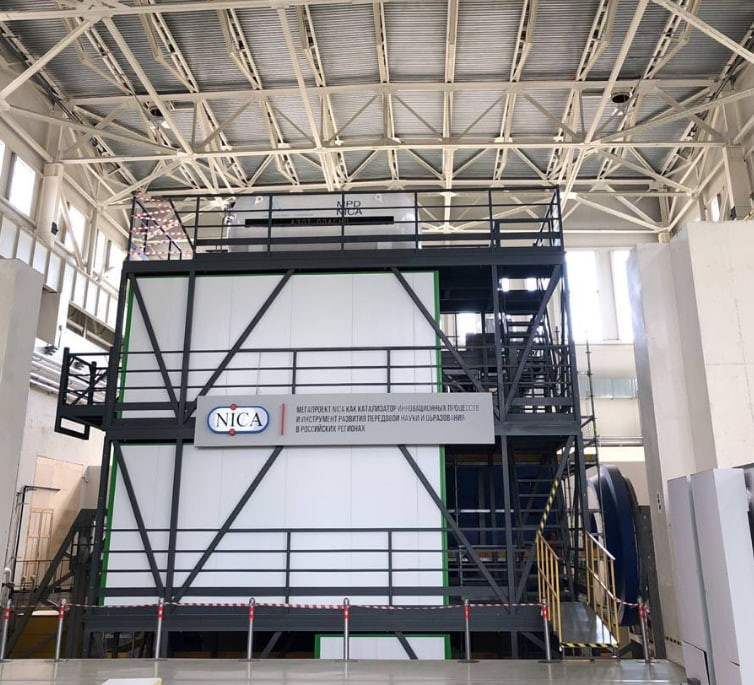 MPD
NICA
NICA
МЕГАПРОЕКТ NICA КАК КАТАЛИЗАТОР ИННОВАЦИОННЫХ ПРОЦЕССОВ
И ИНСТРУМЕНТ РАЗВИТИЯ ПЕРЕДОВОЙ НАУКИ И ОБРАЗОВАНИЯ
В РОССИЙСКИХ РЕГИОНАХ